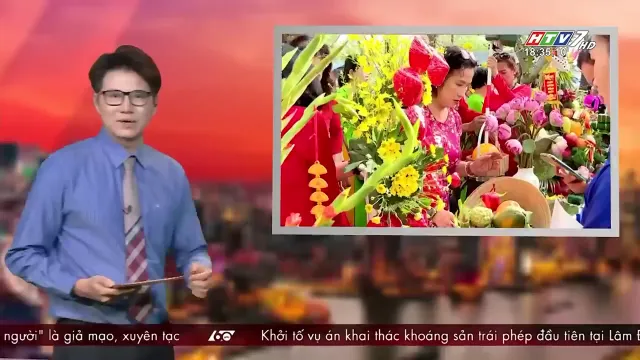 HTV7 HD
18:35:10
người" là giả mạo, xuyên tạc
60 Khởi tố vụ án khai thác khoáng sản trái phép đầu tiên tại Lâm